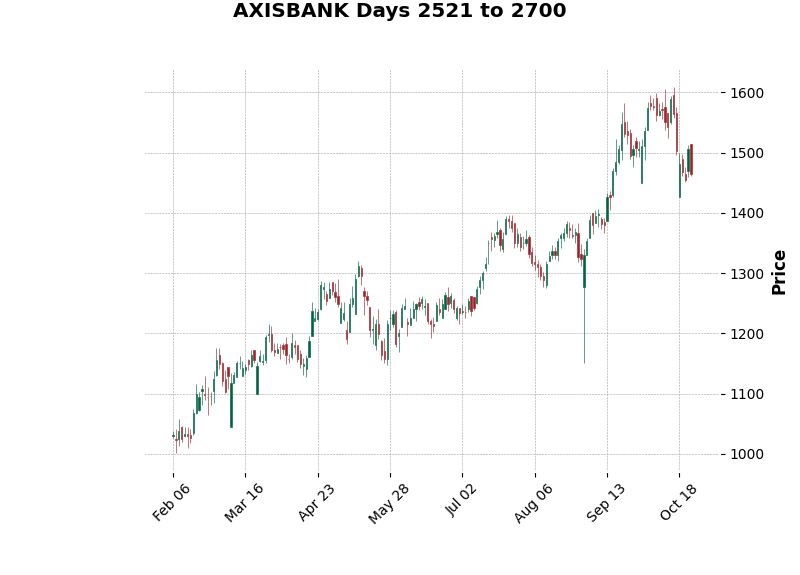 AXISBANK Days 2521 to 2700
1600
1500
1400
1300
1200
1100
1000
Price
Feb 06
Mar 16
Apr 23
May 28
Jul 02
Aug 06
Sep 13
Oct 18